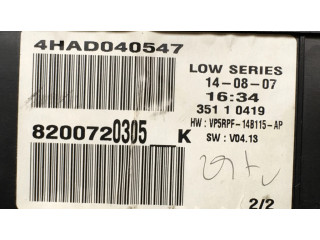 4HAD040547
LOW SERIES
14-08-07
16:34
351 1 0419
HW : VP5RPF-14B115-AP
SW : V04.13
8200720305__K
2/2